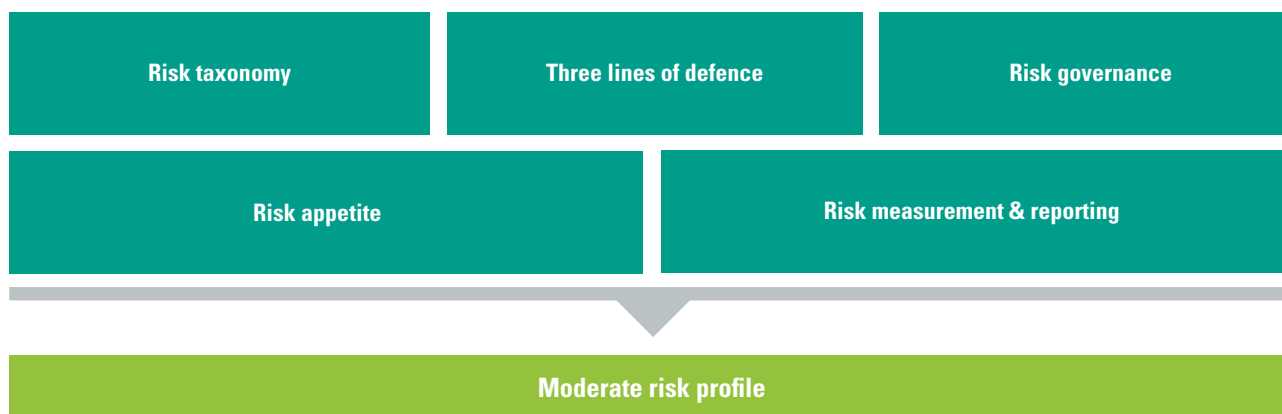 Risk taxonomy
Three lines of defence
Risk governance
Risk appetite
Risk measurement & reporting
Moderate risk profile